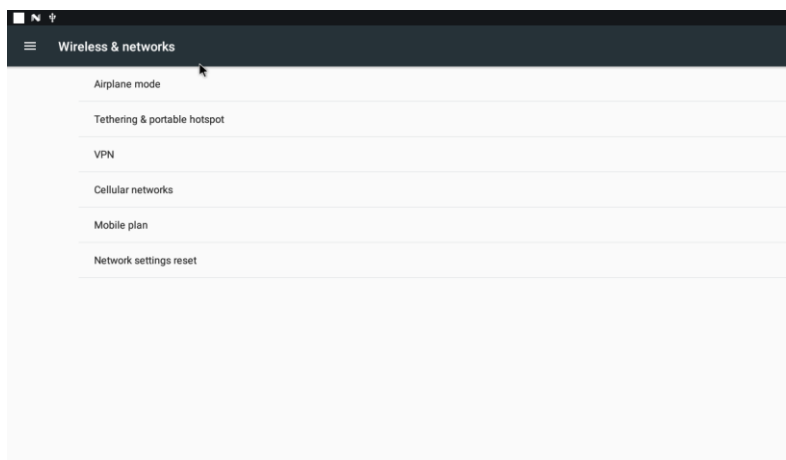 Wireless & networks
Airplane mode
Tethering & portable hotspot
VPN
Cellular networks
Mobile plan
Network settings reset